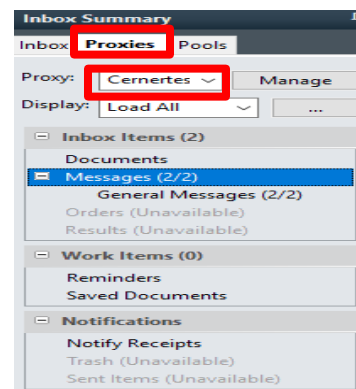 Inbox Summary
Inbox Proxies Pools
Proxy: Cernertes Manage
Display: Load All ...
Inbox Items (2)
Documents
Messages (2/2)
General Messages (2/2)
Orders (Unavailable)
Results (Unavailable)
Work Items (0)
Reminders
Saved Documents
Notifications
Notify Receipts
Trash (Unavailable)
Sent Items (Unavailable)